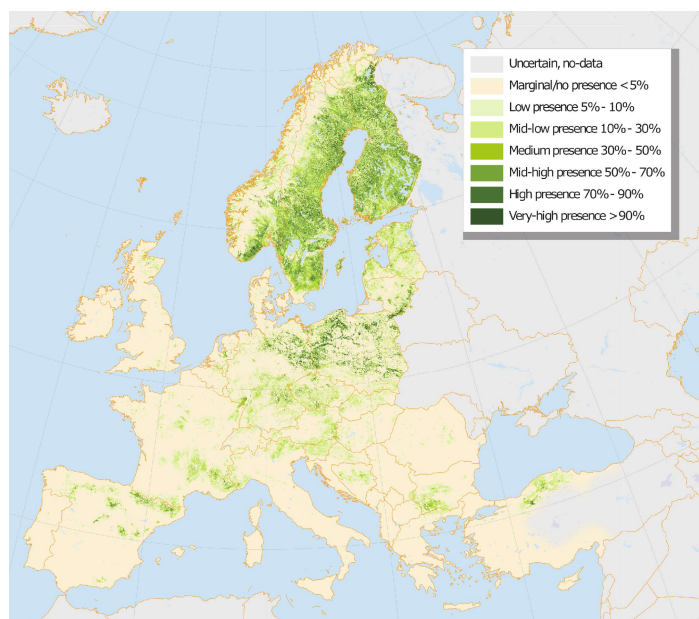 Uncertain, no-data
Marginal/no presence <5%
Low presence 5% - 10%
Mid-low presence 10% - 30%
Medium presence 30% - 50%
Mid-high presence 50% - 70%
High presence 70% - 90%
Very-high presence >90%